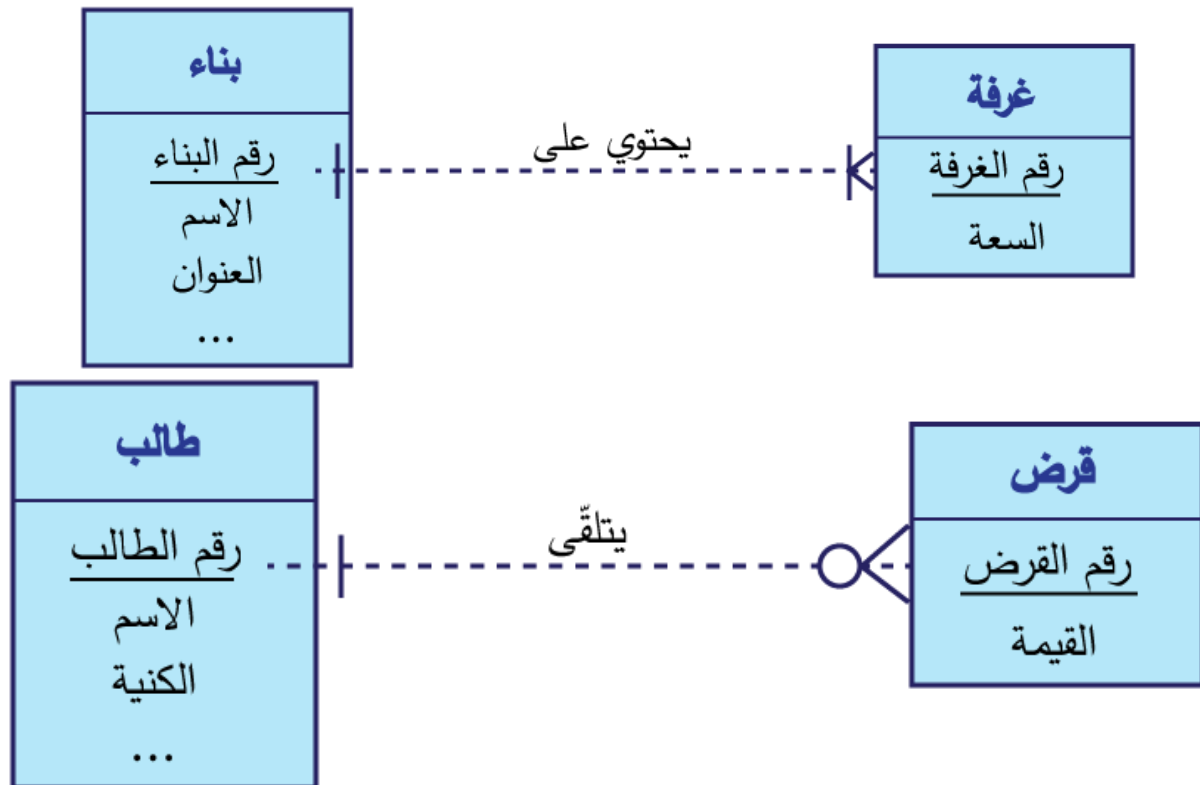 بناء
رقم البناء
الاسم
العنوان
...
يحتوي على
غرفة
رقم الغرفة
السعة
طالب
رقم الطالب
الاسم
الكنية
...
يتلقّى
قرض
رقم القرض
القيمة